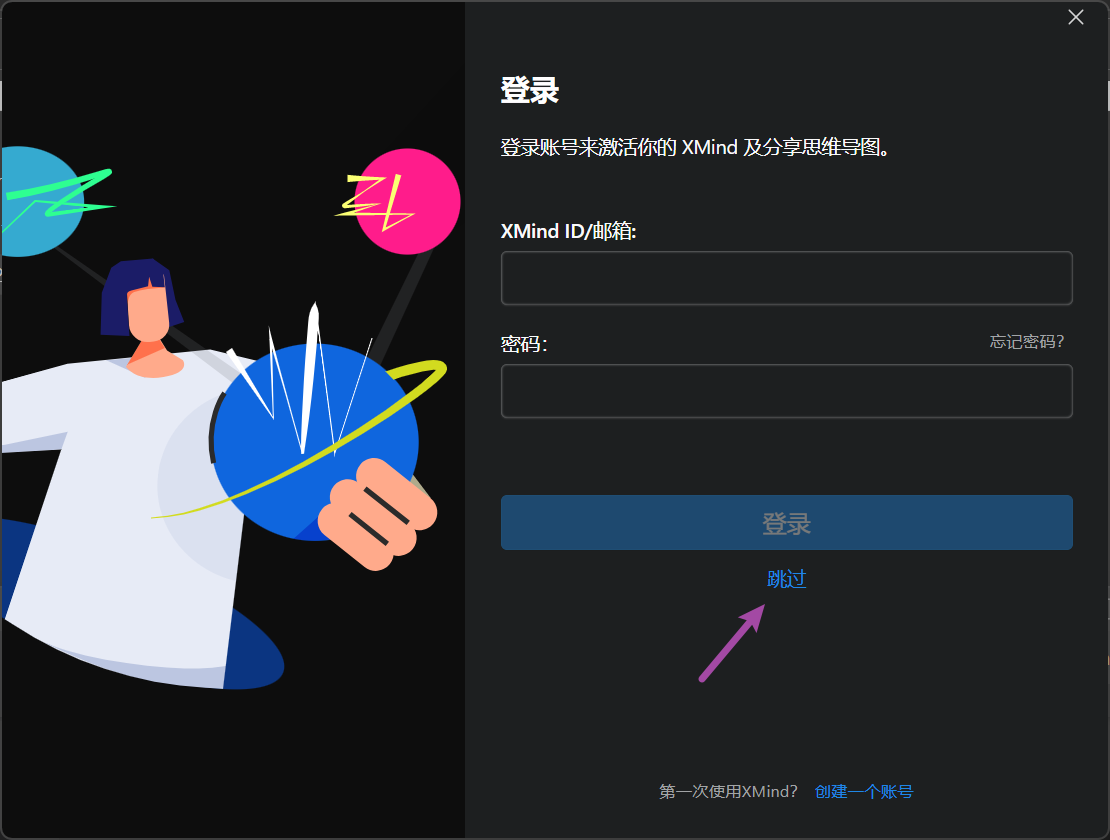 登录
登录账号来激活你的 XMind 及分享思维导图。
XMind ID/邮箱:
密码：
忘记密码?
登录
跳过
第一次使用XMind? 创建一个账号